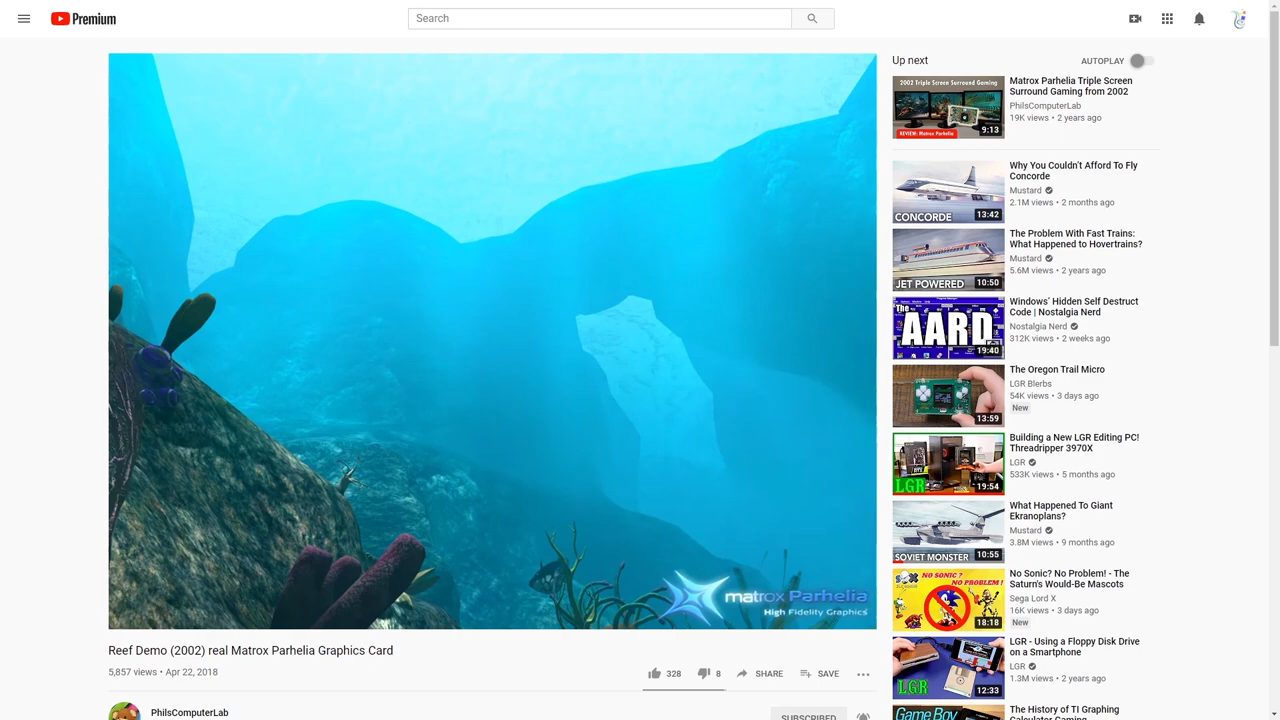 Premium
Search
Up next
AUTOPLAY
2002 Triple Screen Surround Gaming
REVIEW: Matrox Parhelia
9:13
Matrox Parhelia Triple Screen
Surround Gaming from 2002
PhilsComputerLab
19K views • 2 years ago
CONCORDE
13:42
Why You Couldn't Afford To Fly
Concorde
Mustard
2.1M views • 2 months ago
JET POWERED
10:50
The Problem With Fast Trains:
What Happened to Hovertrains?
Mustard
5.6M views • 2 years ago
The
AARD
19:40
Windows' Hidden Self Destruct
Code | Nostalgia Nerd
Nostalgia Nerd
312K views • 2 weeks ago
13:59
The Oregon Trail Micro
LGR Blerbs
54K views • 3 days ago
New
LGR
19:54
Building a New LGR Editing PC!
Threadripper 3970X
LGR
533K views • 5 months ago
SOVIET MONSTER
10:55
What Happened To Giant
Ekranoplans?
Mustard
3.8M views • 9 months ago
NO SONIC?
NO PROBLEM!
18:18
No Sonic? No Problem! - The
Saturn's Would-Be Mascots
Sega Lord X
16K views • 3 days ago
New
LGR
12:33
LGR - Using a Floppy Disk Drive
on a Smartphone
LGR
1.3M views • 2 years ago
GAME BOY
The History of TI Graphing
Calculator Gaming
matrox Parhelia
High Fidelity Graphics
Reef Demo (2002) real Matrox Parhelia Graphics Card
5,857 views • Apr 22, 2018
328
8
SHARE
SAVE
PhilsComputerLab
SUBSCRIBED